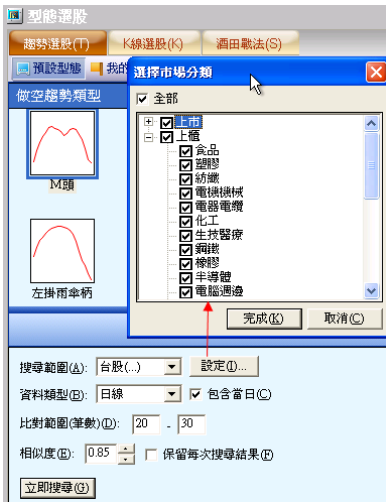 型態選股
趨勢選股(T) K線選股(K) 酒田戰法(S)
預設型態 我的
選擇市場分類
做空趨勢類型
全部
上市
上櫃
食品
塑膠
紡織
電機機械
電器電纜
化工
生技醫療
鋼鐵
橡膠
半導體
電腦週邊
M頭
左掛雨傘柄
完成(K) 取消(C)
搜尋範圍(A): 台股(...) 設定(I)...
資料類型(B): 日線 包含當日(C)
比對範圍(筆數)(D): 20 - 30
相似度(E): 0.85 保留每次搜尋結果(F)
立即搜尋(G)